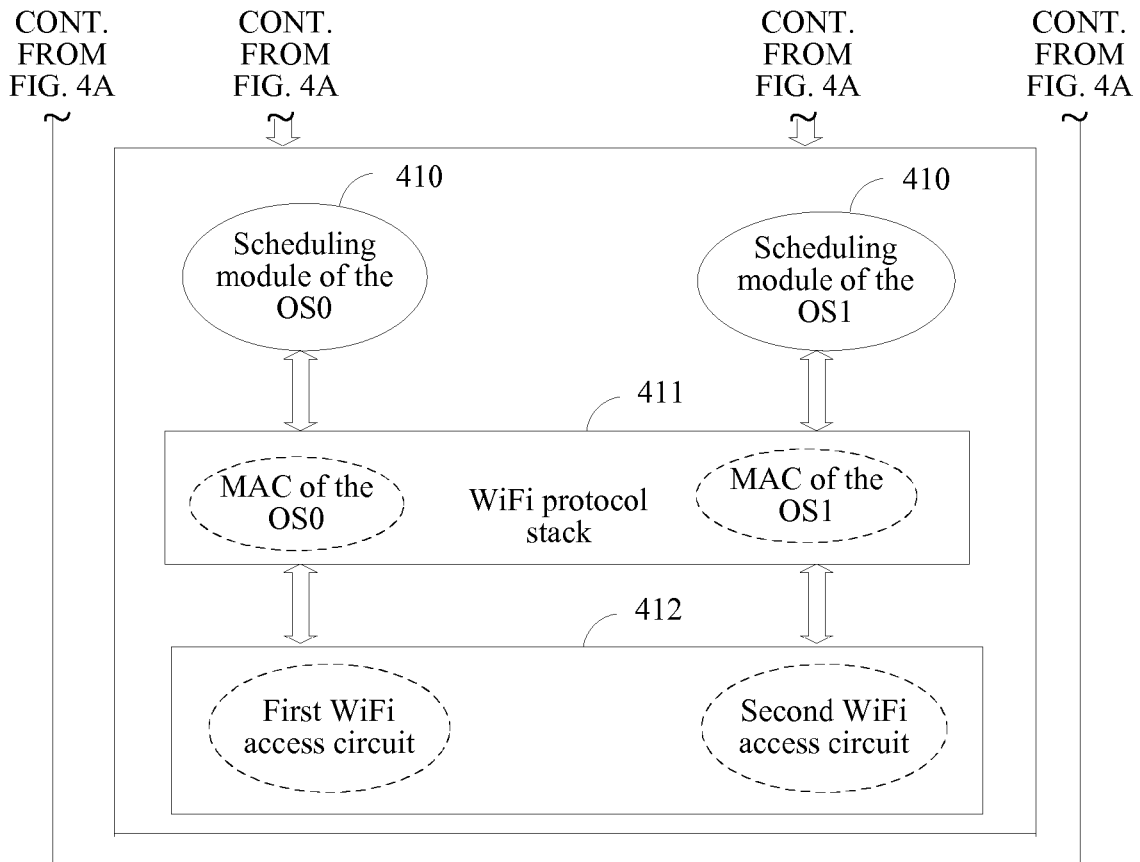 CONT.
FROM
FIG. 4A
CONT.
FROM
FIG. 4A
CONT.
FROM
FIG. 4A
CONT.
FROM
FIG. 4A
410
410
Scheduling
module of the
OS0
Scheduling
module of the
OS1
411
MAC of the
OS0
WiFi protocol
stack
MAC of the
OS1
412
First WiFi
access circuit
Second WiFi
access circuit